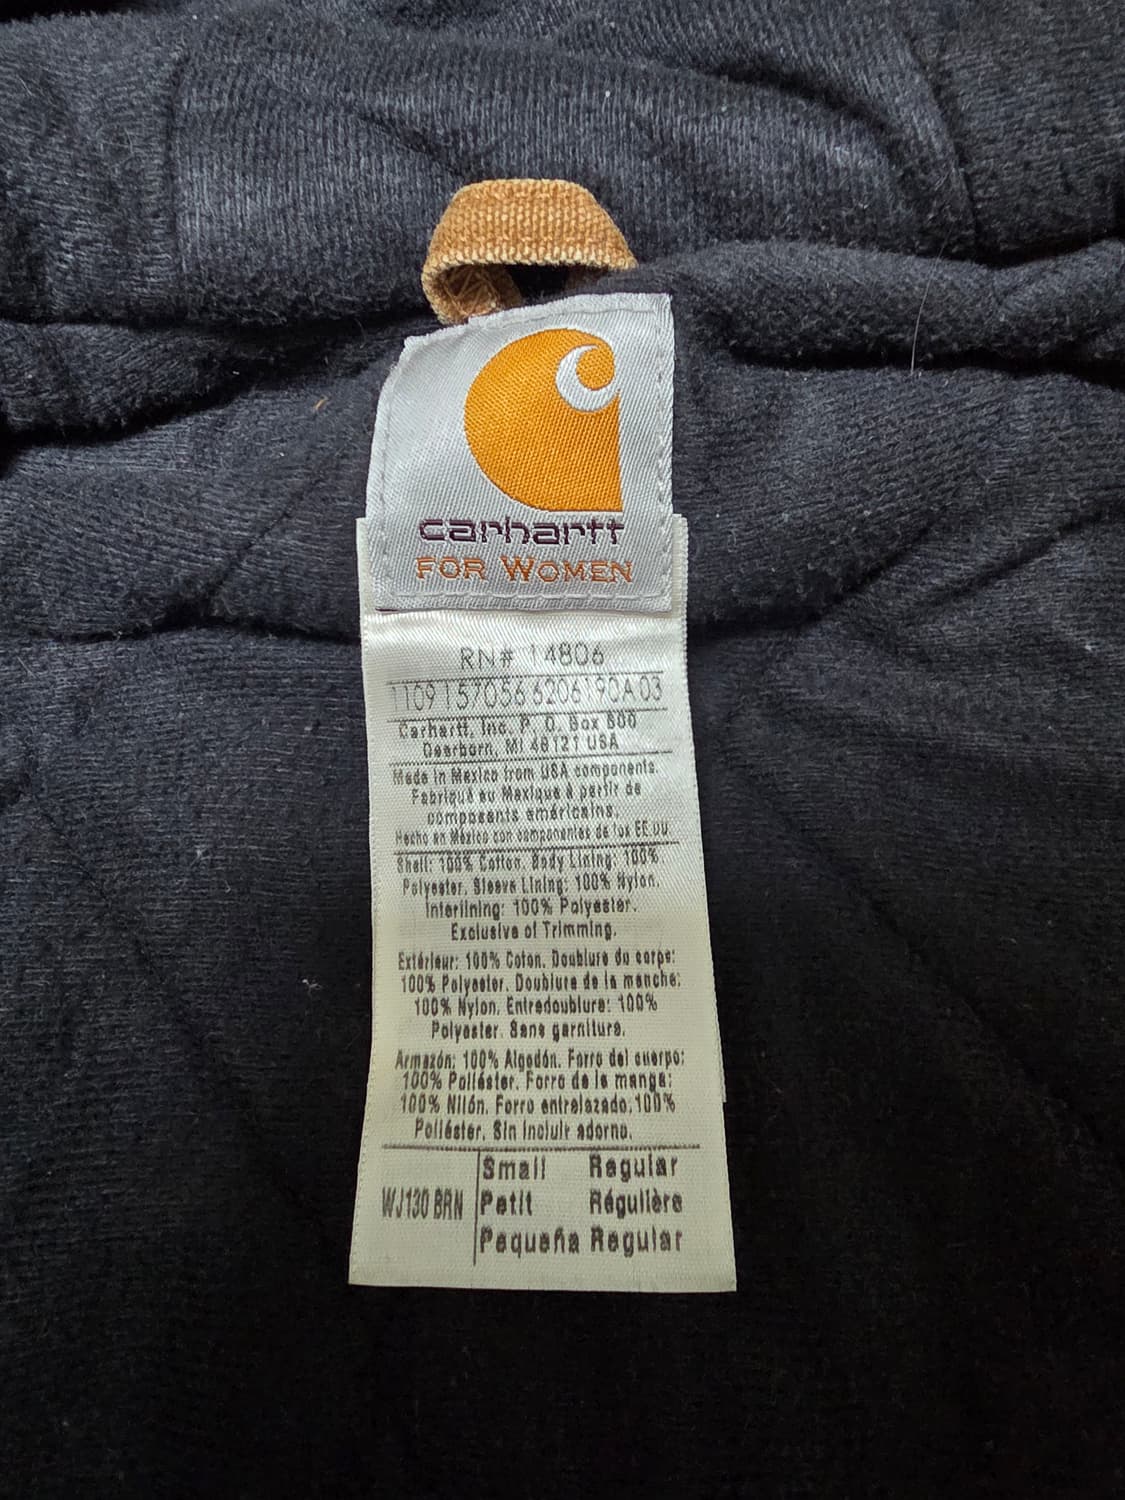 carhartt
FOR WOMEN
RN# 14806
1109 157056 6206190A 03
Carhartt, Inc. P. O. Box 600
Dearborn, MI 48121 USA
Made in Mexico from USA components.
Fabriqué au Mexique à partir de
composants américains.
Hecho en México con componentes de los EE.UU.
Shell: 100% Cotton. Body Lining: 100%
Polyester. Sleeve Lining: 100% Nylon.
Interlining: 100% Polyester.
Exclusive of Trimming.
Extérieur: 100% Coton. Doublure du corps:
100% Polyester. Doublure de la manche:
100% Nylon. Entredoublure: 100%
Polyester. Sans garniture.
Armazón: 100% Algodón. Forro del cuerpo:
100% Poliéster. Forro de la manga:
100% Nilón. Forro entrelazado: 100%
Poliéster. Sin incluir adorno.
WJ130 BRN
Small Regular
Petit Régulière
Pequeña Regular